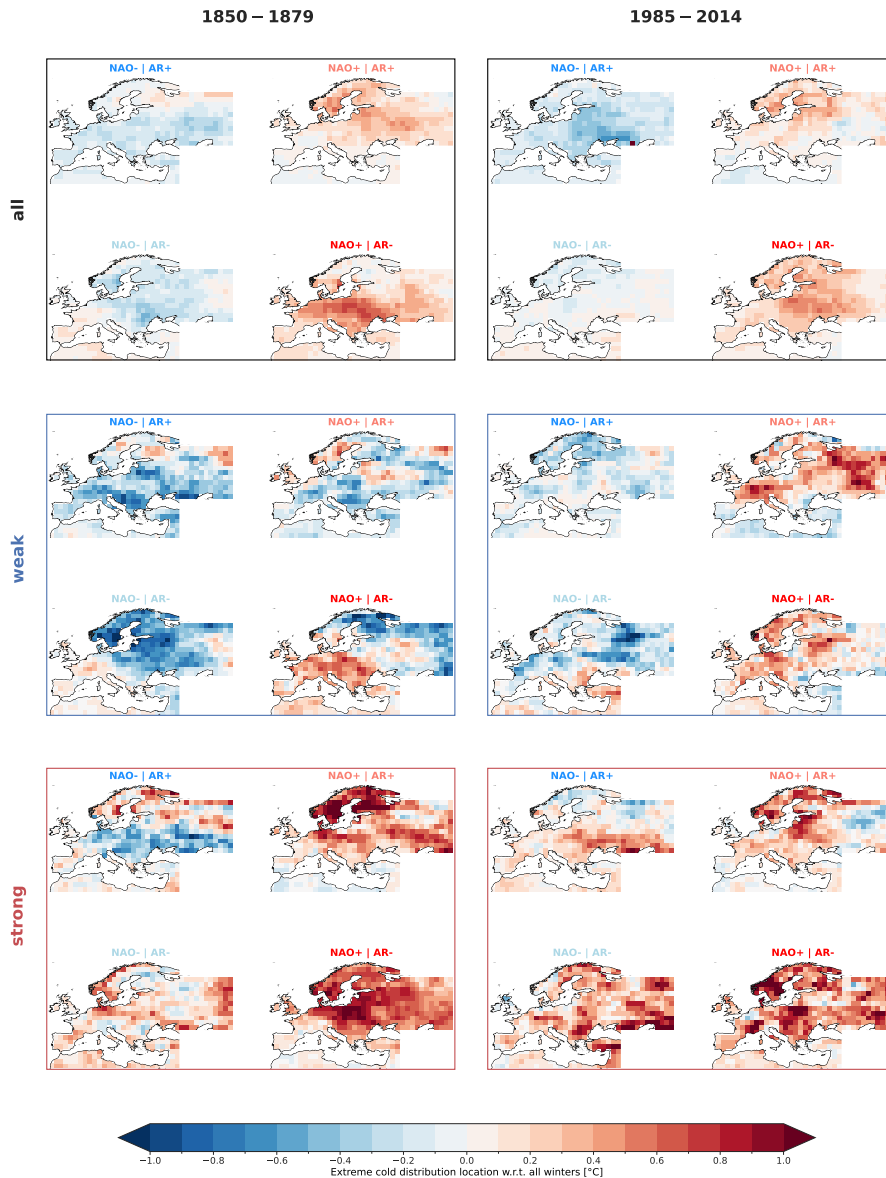 1850 − 1879 1985 − 2014
NAO- | AR+ NAO+ | AR+ NAO- | AR+ NAO+ | AR+
all
NAO- | AR- NAO+ | AR- NAO- | AR- NAO+ | AR-
NAO- | AR+ NAO+ | AR+ NAO- | AR+ NAO+ | AR+
weak
NAO- | AR- NAO+ | AR- NAO- | AR- NAO+ | AR-
NAO- | AR+ NAO+ | AR+ NAO- | AR+ NAO+ | AR+
strong
NAO- | AR- NAO+ | AR- NAO- | AR- NAO+ | AR-
−1.0 −0.8 −0.6 −0.4 −0.2 0.0 0.2 0.4 0.6 0.8 1.0
Extreme cold distribution location w.r.t. all winters [°C]